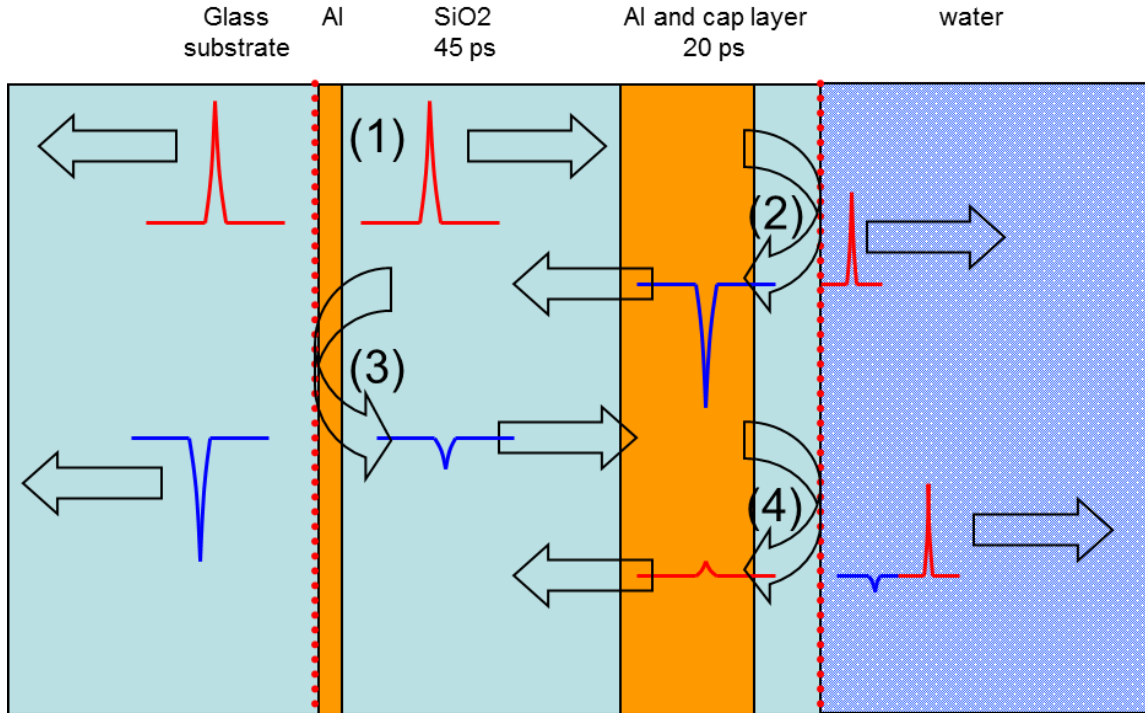 Glass
substrate
Al
SiO2
45 ps
Al and cap layer
20 ps
water
(1)
(2)
(3)
(4)